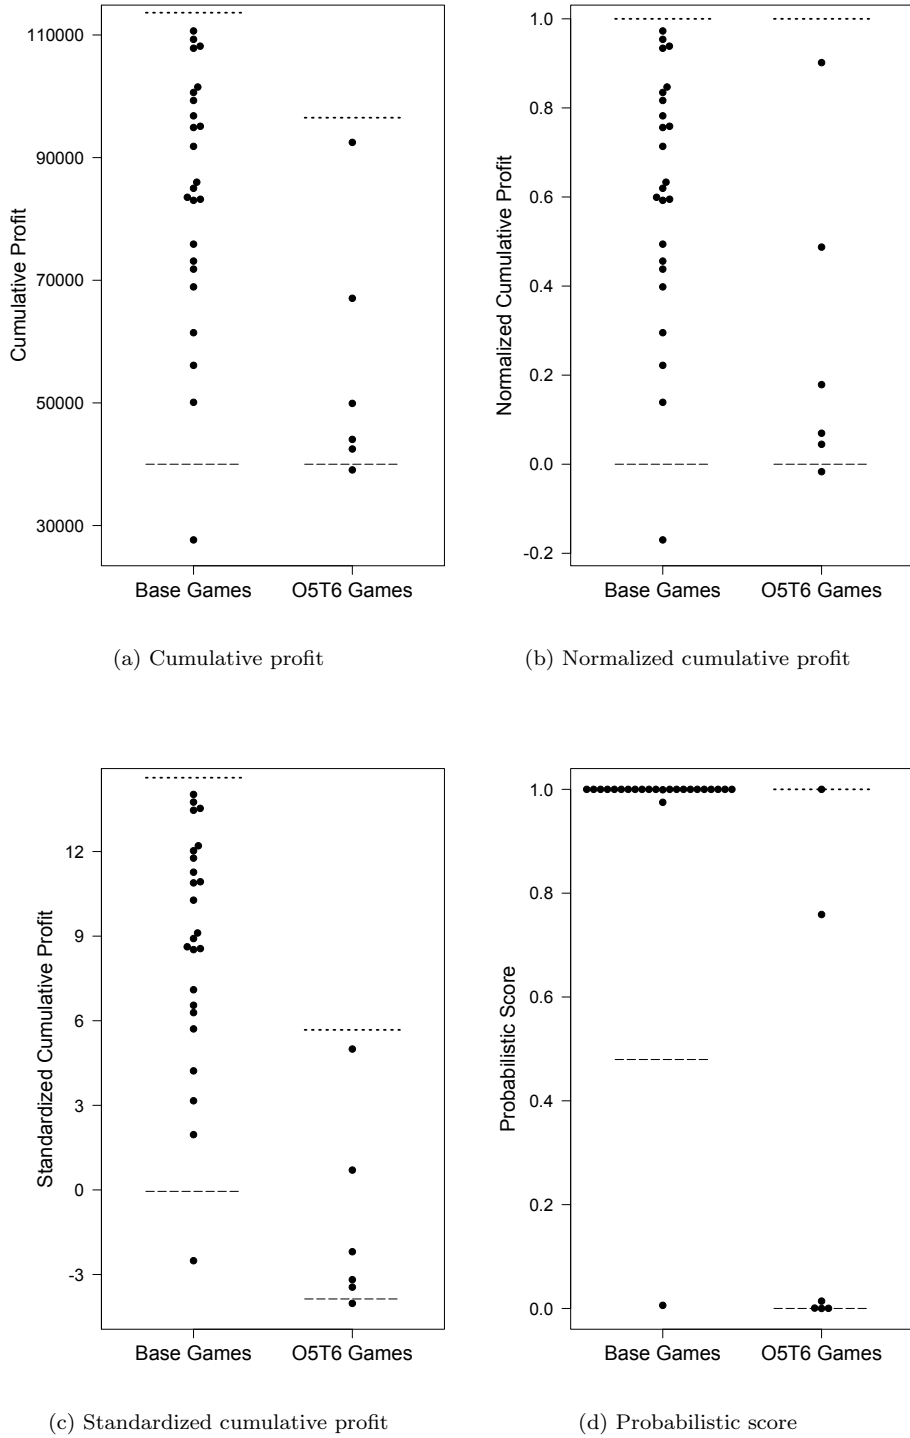 110000
90000
70000
50000
30000
Cumulative Profit
Base Games
O5T6 Games
(a) Cumulative profit
1.0
0.8
0.6
0.4
0.2
0.0
-0.2
Normalized Cumulative Profit
Base Games
O5T6 Games
(b) Normalized cumulative profit
12
9
6
3
0
-3
Standardized Cumulative Profit
Base Games
O5T6 Games
(c) Standardized cumulative profit
1.0
0.8
0.6
0.4
0.2
0.0
Probabilistic Score
Base Games
O5T6 Games
(d) Probabilistic score